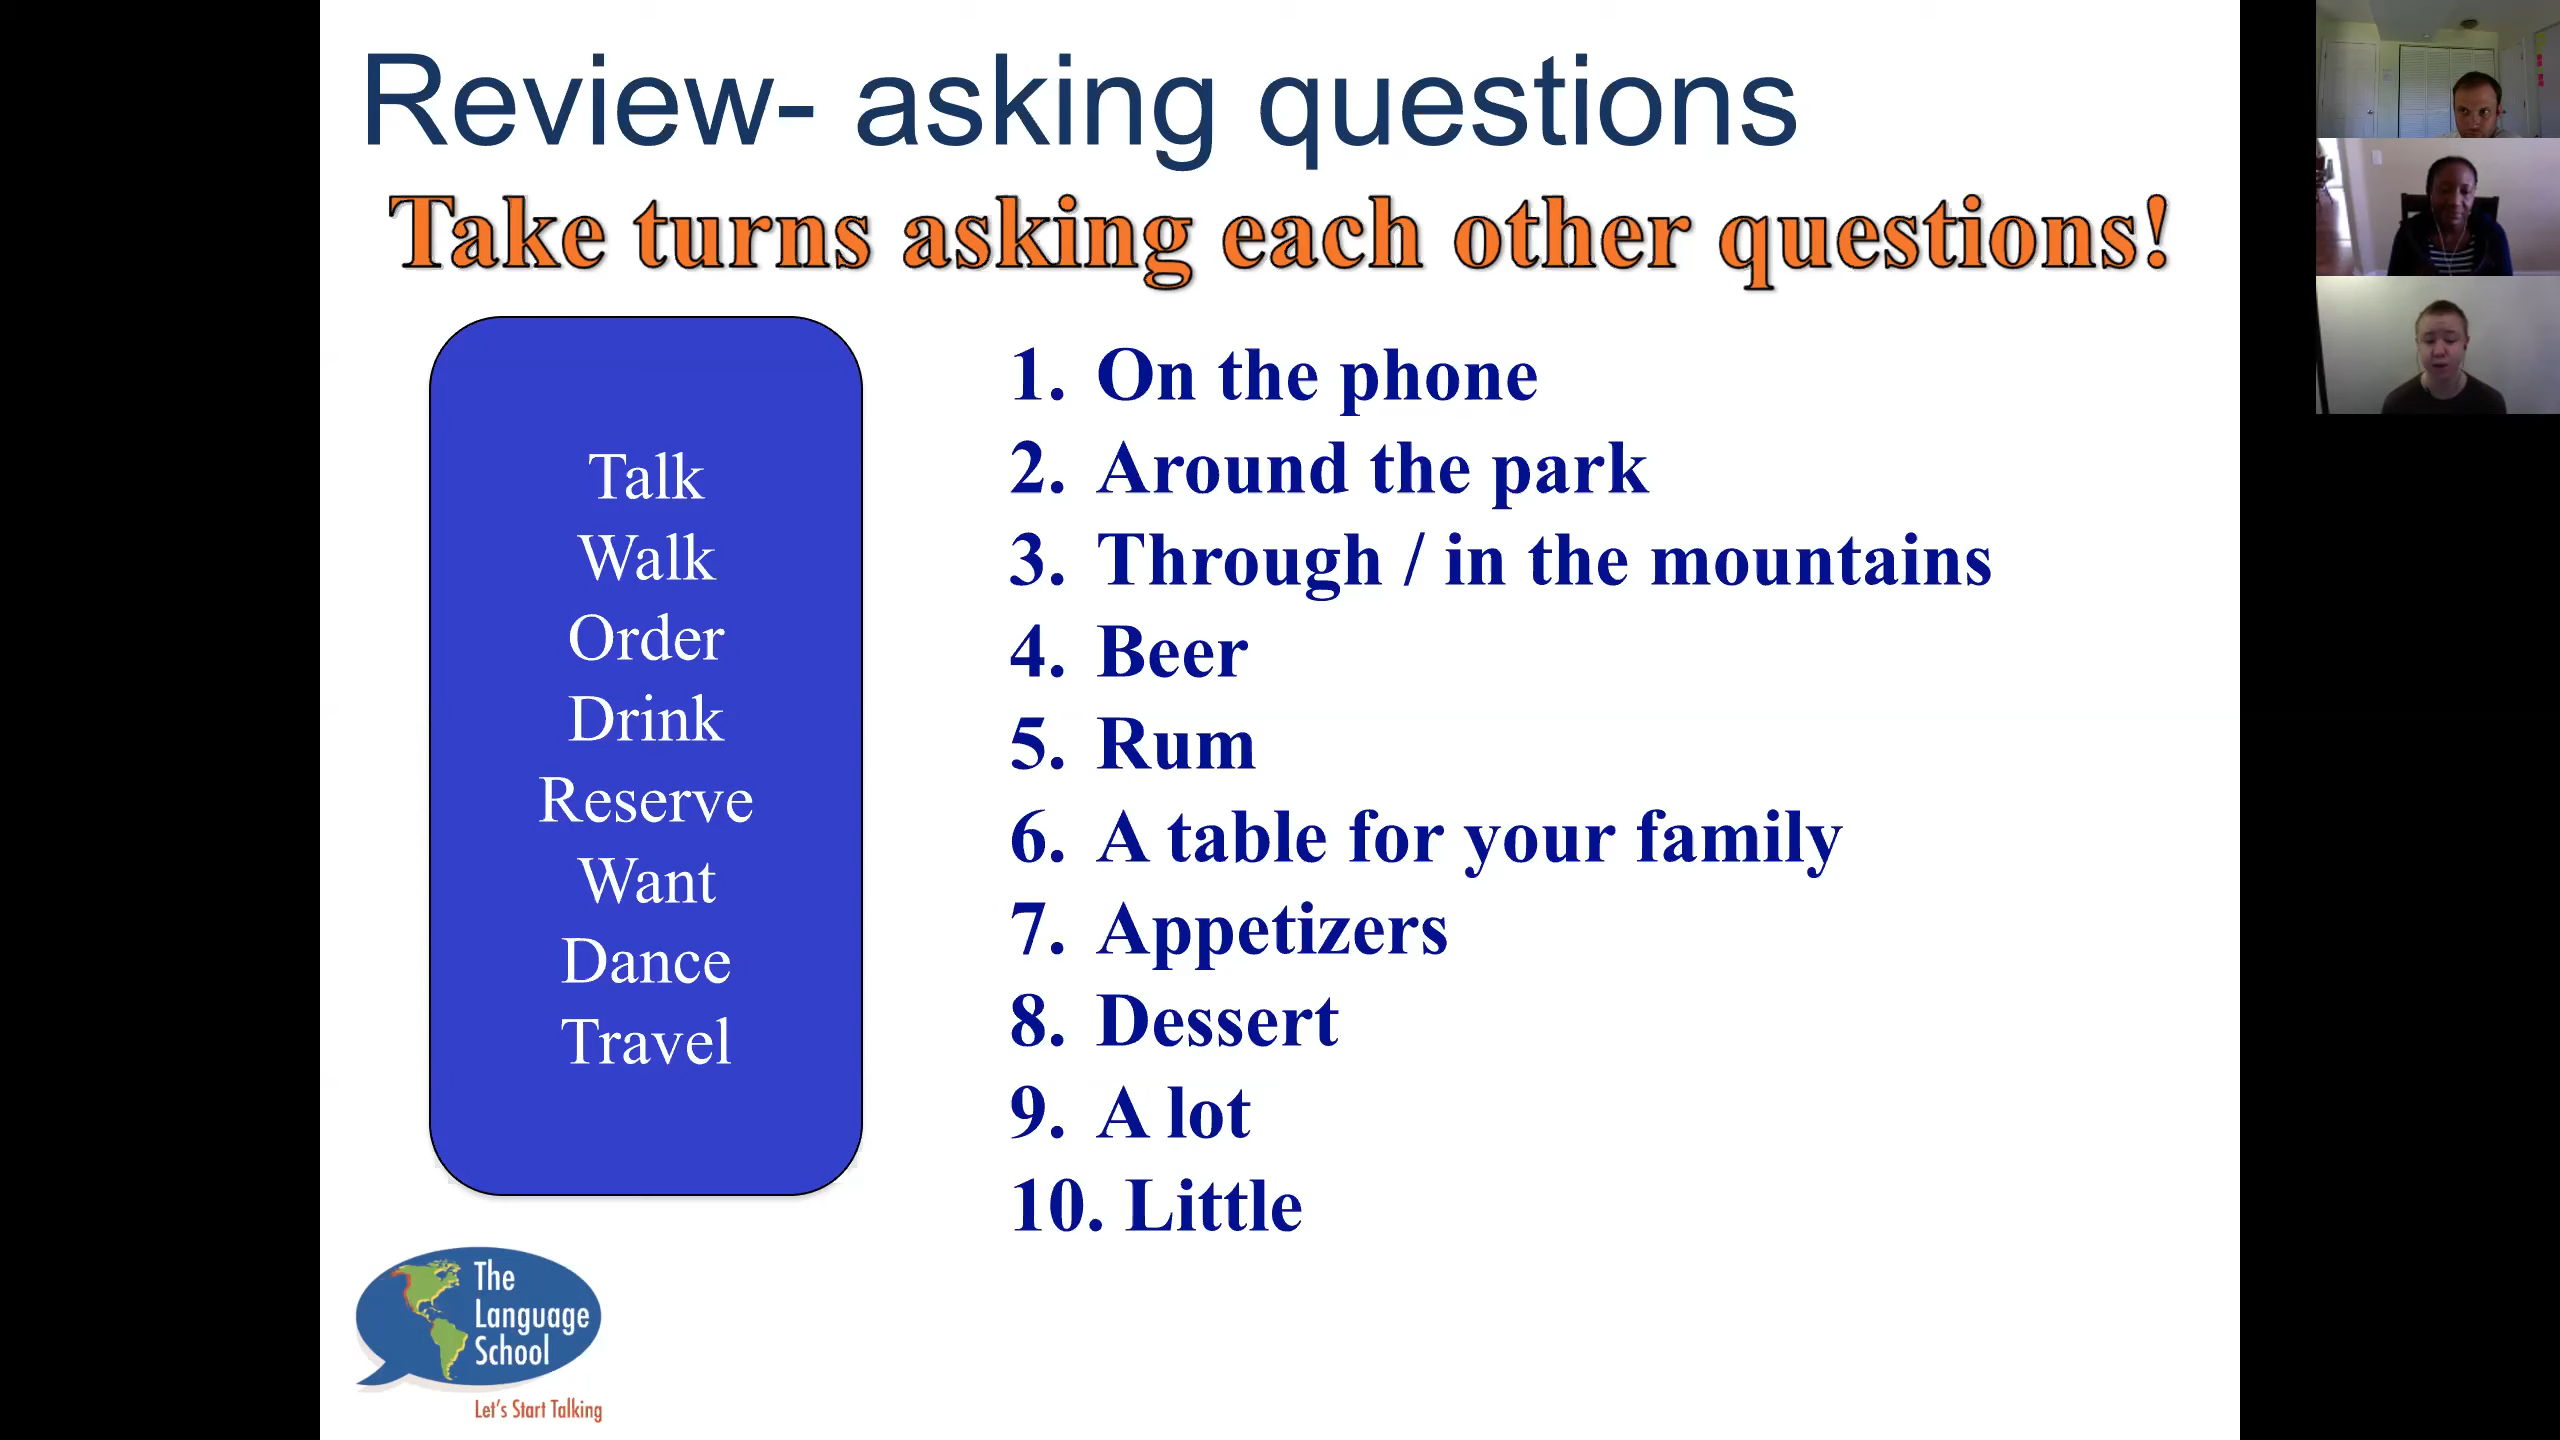 Review- asking questions
Take turns asking each other questions!
Talk
Walk
Order
Drink
Reserve
Want
Dance
Travel
1. On the phone
2. Around the park
3. Through / in the mountains
4. Beer
5. Rum
6. A table for your family
7. Appetizers
8. Dessert
9. A lot
10. Little
The
Language
School
Let's Start Talking